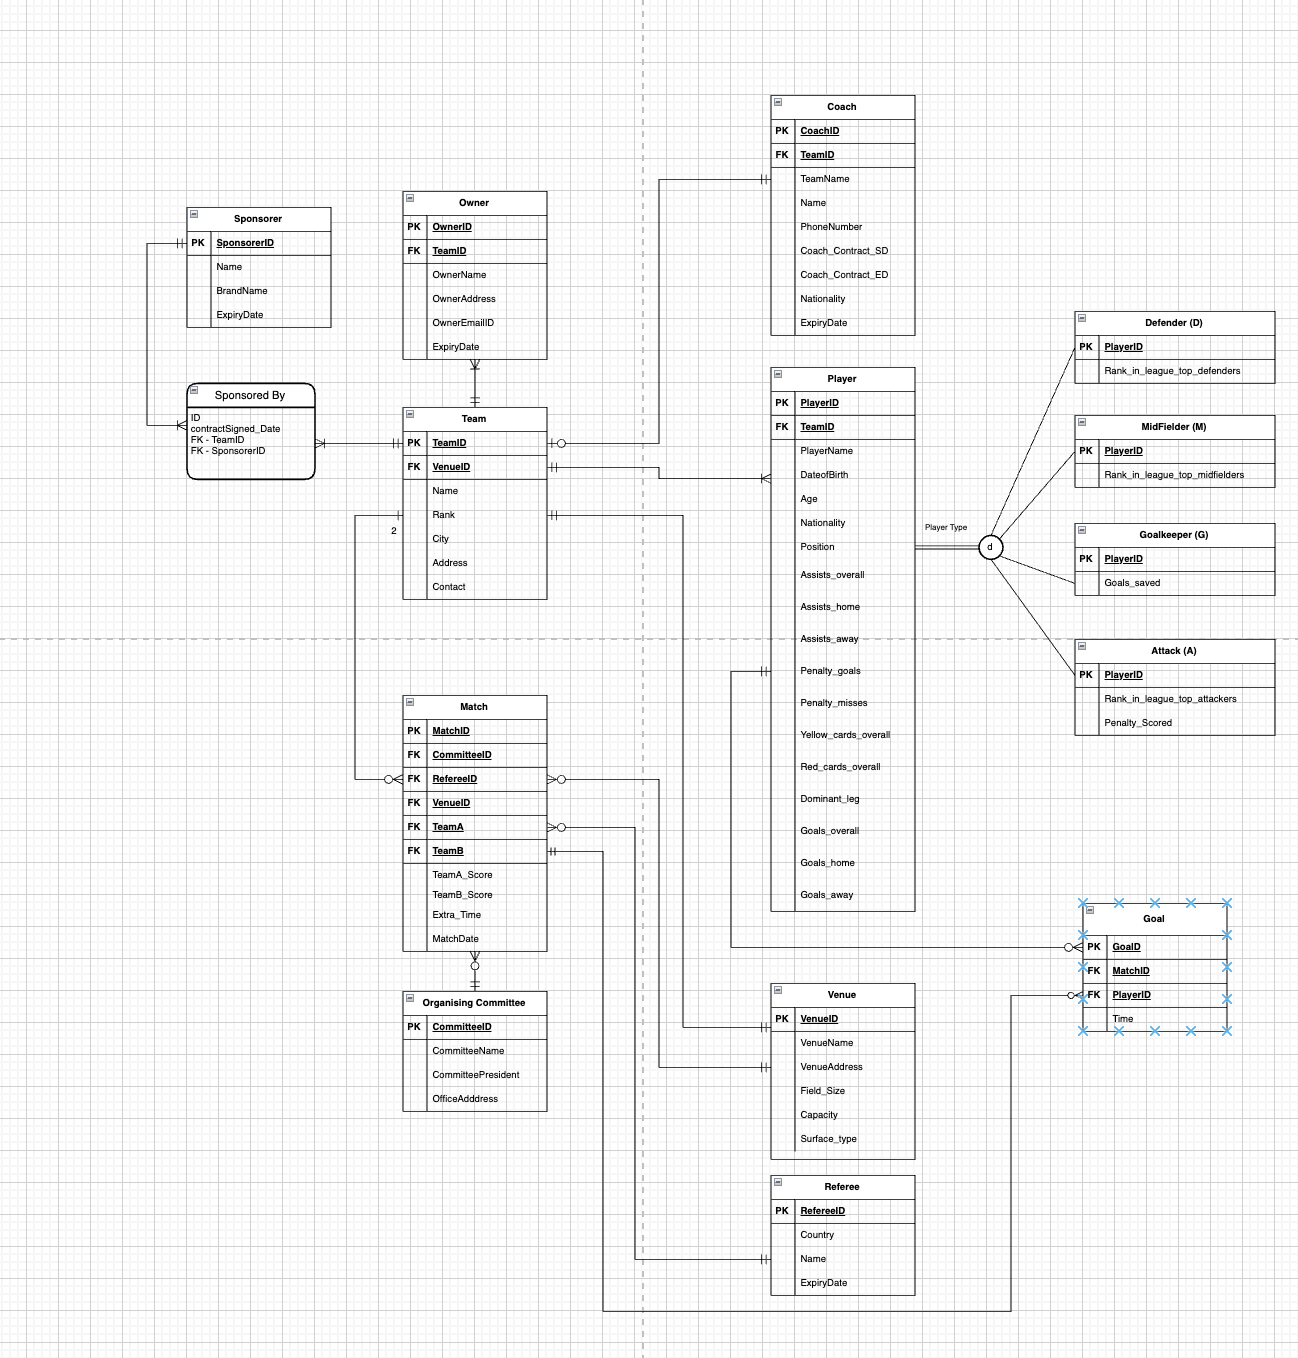 Coach
PK CoachID
FK TeamID
TeamName
Name
PhoneNumber
Coach_Contract_SD
Coach_Contract_ED
Nationality
ExpiryDate
Sponsorer
PK SponsorerID
Name
BrandName
ExpiryDate
Owner
PK OwnerID
FK TeamID
OwnerName
OwnerAddress
OwnerEmailID
ExpiryDate
Sponsored By
ID
contractSigned_Date
FK - TeamID
FK - SponsorerID
Team
PK TeamID
FK VenueID
Name
Rank
City
Address
Contact
2
Player
PK PlayerID
FK TeamID
PlayerName
DateofBirth
Age
Nationality
Position
Assists_overall
Assists_home
Assists_away
Penalty_goals
Penalty_misses
Yellow_cards_overall
Red_cards_overall
Dominant_leg
Goals_overall
Goals_home
Goals_away
Player Type
d
Defender (D)
PK PlayerID
Rank_in_league_top_defenders
MidFielder (M)
PK PlayerID
Rank_in_league_top_midfielders
Goalkeeper (G)
PK PlayerID
Goals_saved
Attack (A)
PK PlayerID
Rank_in_league_top_attackers
Penalty_Scored
Match
PK MatchID
FK CommitteeID
FK RefereeID
FK VenueID
FK TeamA
FK TeamB
TeamA_Score
TeamB_Score
Extra_Time
MatchDate
Organising Committee
PK CommitteeID
CommitteeName
CommitteePresident
OfficeAdddress
Goal
PK GoalD
FK MatchID
FK PlayerID
Time
Venue
PK VenueID
VenueName
VenueAddress
Field_Size
Capacity
Surface_type
Referee
PK RefereeID
Country
Name
ExpiryDate